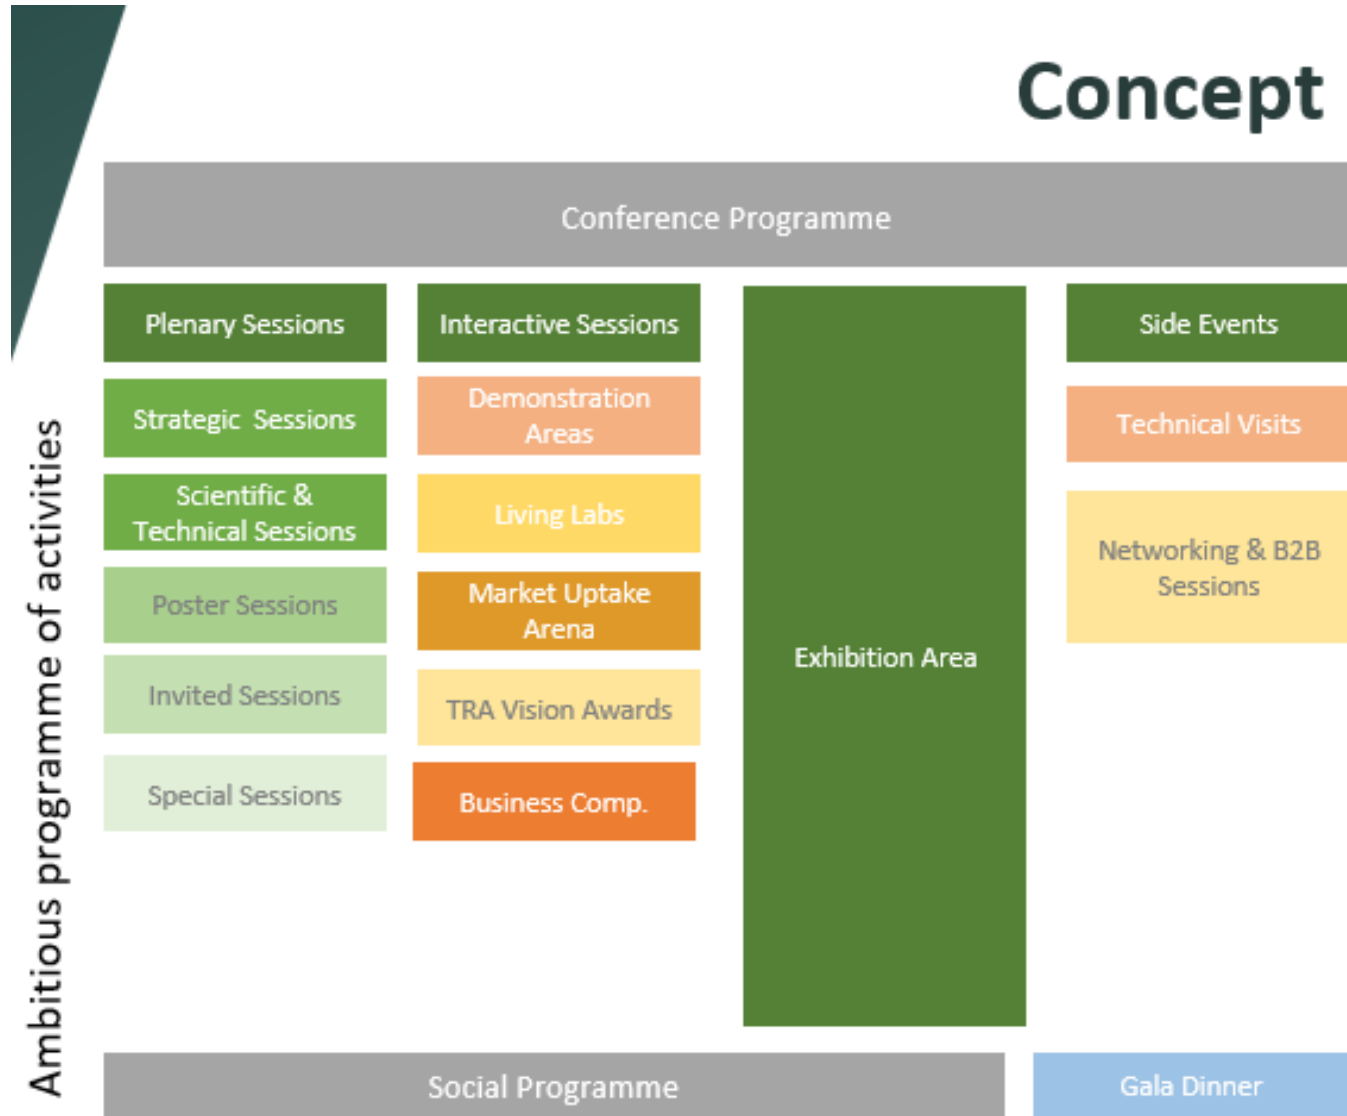 Concept
Conference Programme
Plenary Sessions
Strategic Sessions
Scientific &
Technical Sessions
Poster Sessions
Invited Sessions
Special Sessions
Interactive Sessions
Demonstration
Areas
Living Labs
Market Uptake
Arena
TRA Vision Awards
Business Comp.
Exhibition Area
Side Events
Technical Visits
Networking & B2B
Sessions
Social Programme
Gala Dinner
Ambitious programme of activities